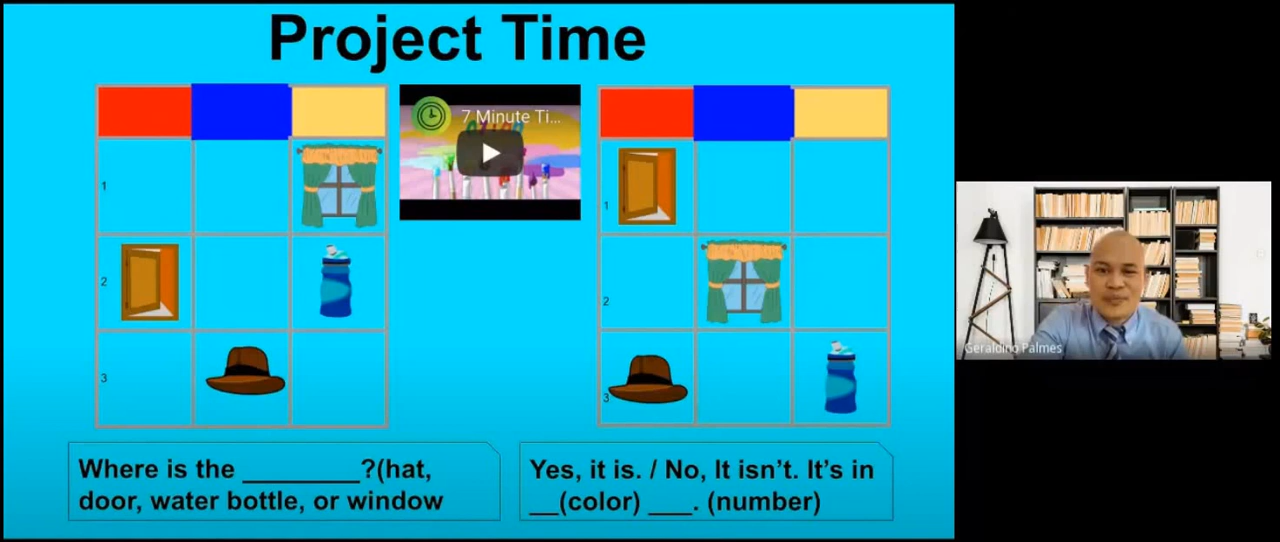 Project Time
7 Minute Ti...
1
2
3
1
2
3
Where is the ________?(hat,
door, water bottle, or window
Yes, it is. / No, It isn't. It's in
__(color) ___. (number)
Geraldino Palmes